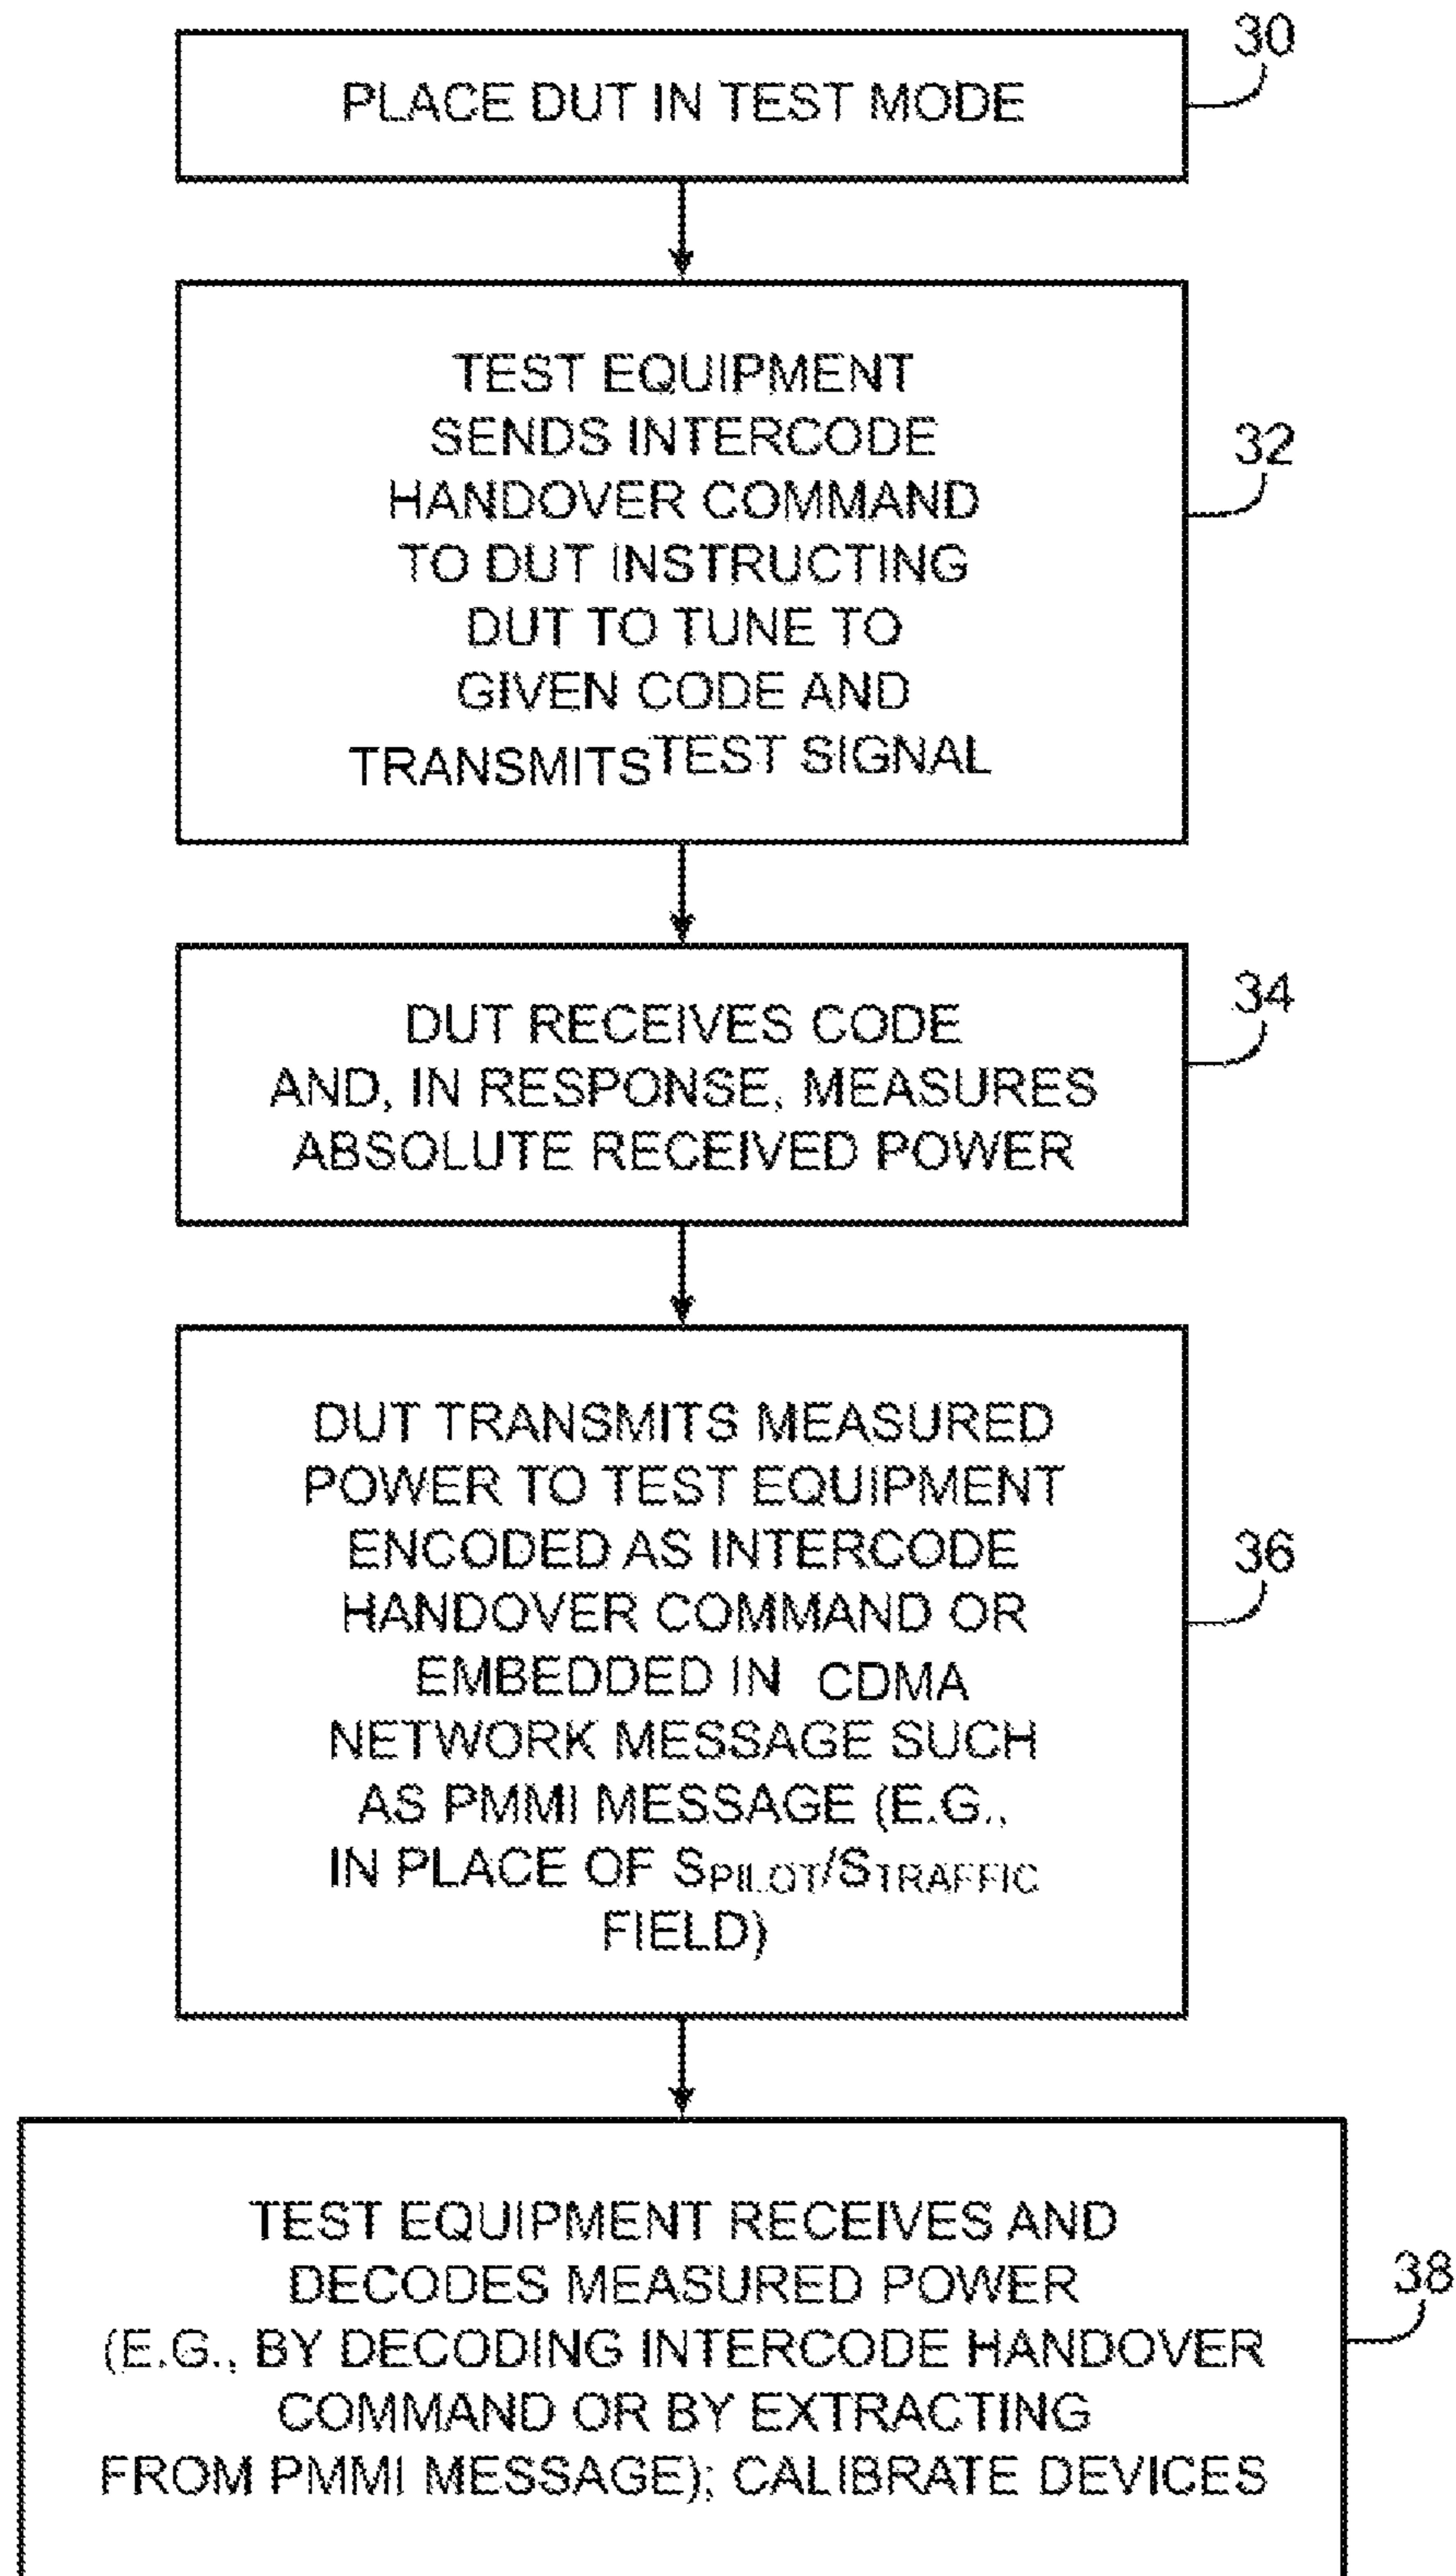 30
PLACE DUT IN TEST MODE
TEST EQUIPMENT
SENDS INTERCODE
HANDOVER COMMAND
TO DUT INSTRUCTING
DUT TO TUNE TO
GIVEN CODE AND
TRANSMITS TEST SIGNAL
32
DUT RECEIVES CODE
AND, IN RESPONSE, MEASURES
ABSOLUTE RECEIVED POWER
34
DUT TRANSMITS MEASURED
POWER TO TEST EQUIPMENT
ENCODED AS INTERCODE
HANDOVER COMMAND OR
EMBEDDED IN CDMA
NETWORK MESSAGE SUCH
AS PMMI MESSAGE (E.G.,
IN PLACE OF SPILOT/STRAFFIC
FIELD)
36
TEST EQUIPMENT RECEIVES AND
DECODES MEASURED POWER
(E.G., BY DECODING INTERCODE HANDOVER
COMMAND OR BY EXTRACTING
FROM PMMI MESSAGE); CALIBRATE DEVICES
38